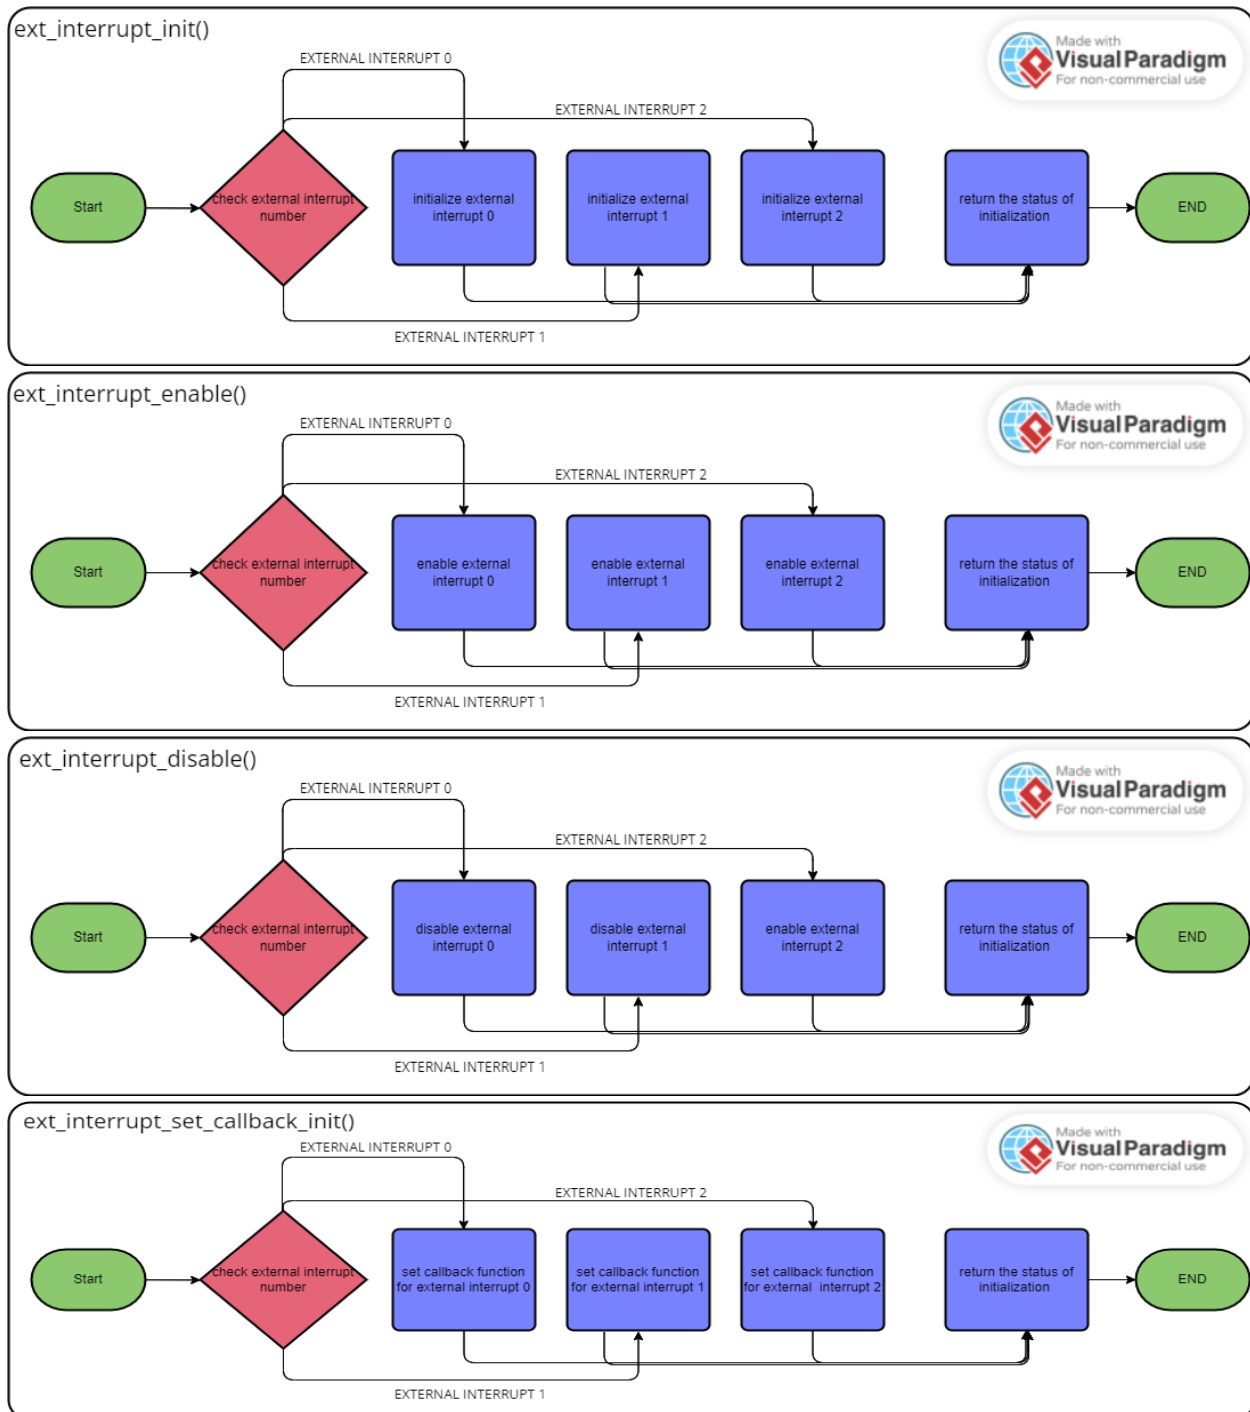 ext_interrupt_init()
Made with
Visual Paradigm
For non-commercial use
EXTERNAL INTERRUPT 0
EXTERNAL INTERRUPT 2
Start
check external interrupt
number
initialize external
interrupt 0
initialize external
interrupt 1
initialize external
interrupt 2
return the status of
initialization
END
EXTERNAL INTERRUPT 1
ext_interrupt_enable()
Made with
Visual Paradigm
For non-commercial use
EXTERNAL INTERRUPT 0
EXTERNAL INTERRUPT 2
Start
check external interrupt
number
enable external
interrupt 0
enable external
interrupt 1
enable external
interrupt 2
return the status of
initialization
END
EXTERNAL INTERRUPT 1
ext_interrupt_disable()
Made with
Visual Paradigm
For non-commercial use
EXTERNAL INTERRUPT 0
EXTERNAL INTERRUPT 2
Start
check external interrupt
number
disable external
interrupt 0
disable external
interrupt 1
enable external
interrupt 2
return the status of
initialization
END
EXTERNAL INTERRUPT 1
ext_interrupt_set_callback_init()
Made with
Visual Paradigm
For non-commercial use
EXTERNAL INTERRUPT 0
EXTERNAL INTERRUPT 2
Start
check external interrupt
number
set callback function
for external interrupt 0
set callback function
for external interrupt 1
set callback function
for external  interrupt 2
return the status of
initialization
END
EXTERNAL INTERRUPT 1